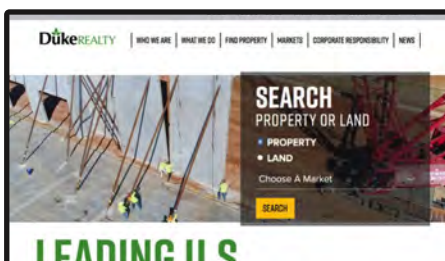 DukeREALTY
WHO WE ARE | WHAT WE DO | FIND PROPERTY | MARKETS | CORPORATE RESPONSIBILITY | NEWS |
SEARCH
PROPERTY OR LAND
PROPERTY
LAND
Choose A Market
SEARCH
LEADING U.S.